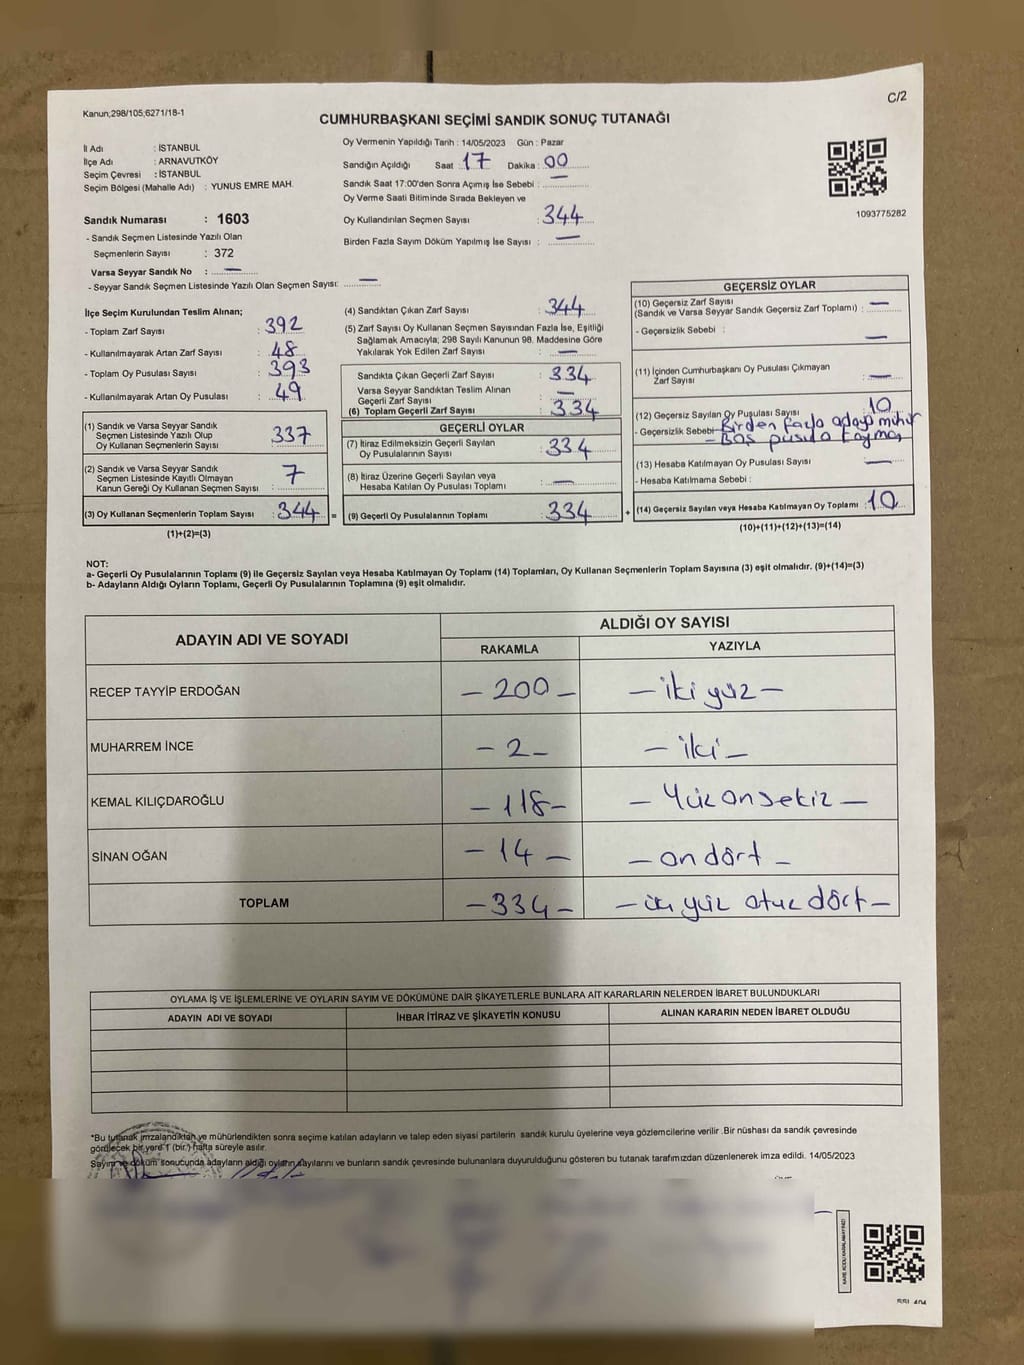 C/2
Kanun;298/105;6271/18-1
CUMHURBAŞKANI SEÇİMİ SANDIK SONUÇ TUTANAĞI
İl Adı : İSTANBUL
İlçe Adı : ARNAVUTKÖY
Seçim Çevresi : İSTANBUL
Seçim Bölgesi (Mahalle Adı) : YUNUS EMRE MAH.
Sandık Numarası : 1603
- Sandık Seçmen Listesinde Yazılı Olan
Seçmenlerin Sayısı : 372
Varsa Seyyar Sandık No : —
- Seyyar Sandık Seçmen Listesinde Yazılı Olan Seçmen Sayısı: —
Oy Vermenin Yapıldığı Tarih : 14/05/2023 Gün : Pazar
Sandığın Açıldığı Saat : 17 Dakika : 00
Sandık Saat 17:00'den Sonra Açımış İse Sebebi : —
Oy Verme Saati Bitiminde Sırada Bekleyen ve
Oy Kullandırılan Seçmen Sayısı : 344
Birden Fazla Sayım Döküm Yapılmış İse Sayısı : —
1093775282
İlçe Seçim Kurulundan Teslim Alınan;
- Toplam Zarf Sayısı : 392
- Kullanılmayarak Artan Zarf Sayısı : 48
- Toplam Oy Pusulası Sayısı : 393
- Kullanılmayarak Artan Oy Pusulası : 49
(1) Sandık ve Varsa Seyyar Sandık
Seçmen Listesinde Yazılı Olup
Oy Kullanan Seçmenlerin Sayısı : 337
(2) Sandık ve Varsa Seyyar Sandık
Seçmen Listesinde Kayıtlı Olmayan
Kanun Gereği Oy Kullanan Seçmen Sayısı : 7
(3) Oy Kullanan Seçmenlerin Toplam Sayısı : 344 =
(1)+(2)=(3)
(4) Sandıktan Çıkan Zarf Sayısı : 344
(5) Zarf Sayısı Oy Kullanan Seçmen Sayısından Fazla İse, Eşitliği
Sağlamak Amacıyla; 298 Sayılı Kanunun 98. Maddesine Göre
Yakılarak Yok Edilen Zarf Sayısı : —
Sandıkta Çıkan Geçerli Zarf Sayısı : 334
Varsa Seyyar Sandıktan Teslim Alınan
Geçerli Zarf Sayısı : —
(6) Toplam Geçerli Zarf Sayısı : 334
GEÇERLİ OYLAR
(7) İtiraz Edilmeksizin Geçerli Sayılan
Oy Pusulalarının Sayısı : 334
(8) İtiraz Üzerine Geçerli Sayılan veya
Hesaba Katılan Oy Pusulası Toplamı : —
(9) Geçerli Oy Pusulalarının Toplamı : 334 +
GEÇERSİZ OYLAR
(10) Geçersiz Zarf Sayısı
(Sandık ve Varsa Seyyar Sandık Geçersiz Zarf Toplamı) : —
- Geçersizlik Sebebi : —
(11) İçinden Cumhurbaşkanı Oy Pusulası Çıkmayan
Zarf Sayısı : —
(12) Geçersiz Sayılan Oy Pusulası Sayısı : 10
- Geçersizlik Sebebi Birden fazla adaya mühür
(13) Hesaba Katılmayan Oy Pusulası Sayısı : —
- Hesaba Katılmama Sebebi :
(14) Geçersiz Sayılan veya Hesaba Katılmayan Oy Toplamı : 10
(10)+(11)+(12)+(13)=(14)
NOT:
a- Geçerli Oy Pusulalarının Toplamı (9) ile Geçersiz Sayılan veya Hesaba Katılmayan Oy Toplamı (14) Toplamları, Oy Kullanan Seçmenlerin Toplam Sayısına (3) eşit olmalıdır. (9)+(14)=(3)
b- Adayların Aldığı Oyların Toplamı, Geçerli Oy Pusulalarının Toplamına (9) eşit olmalıdır.
ADAYIN ADI VE SOYADI
ALDIĞI OY SAYISI
RAKAMLA YAZIYLA
RECEP TAYYİP ERDOĞAN – 200 – – iki yüz –
MUHARREM İNCE – 2 – – iki –
KEMAL KILIÇDAROĞLU – 118 – – Yüz on sekiz –
SİNAN OĞAN – 14 – – on dört –
TOPLAM – 334 – yüz otuz dört –
OYLAMA İŞ VE İŞLEMLERİNE VE OYLARIN SAYIM VE DÖKÜMÜNE DAİR ŞİKAYETLERLE BUNLARA AİT KARARLARIN NELERDEN İBARET BULUNDUKLARI
ADAYIN ADI VE SOYADI İHBAR İTİRAZ VE ŞİKAYETİN KONUSU ALINAN KARARIN NEDEN İBARET OLDUĞU
*Bu tutanak imzalandıktan ve mühürlendikten sonra seçime katılan adayların ve talep eden siyasi partilerin sandık kurulu üyelerine veya gözlemcilerine verilir .Bir nüshası da sandık çevresinde
görülecek bir yere 1 (bir) hafta süreyle asılır.
Sayım ve döküm sonucunda adayların aldığı oyların sayılarını ve bunların sandık çevresinde bulunanlara duyurulduğunu gösteren bu tutanak tarafımızdan düzenlenerek imza edildi. 14/05/2023